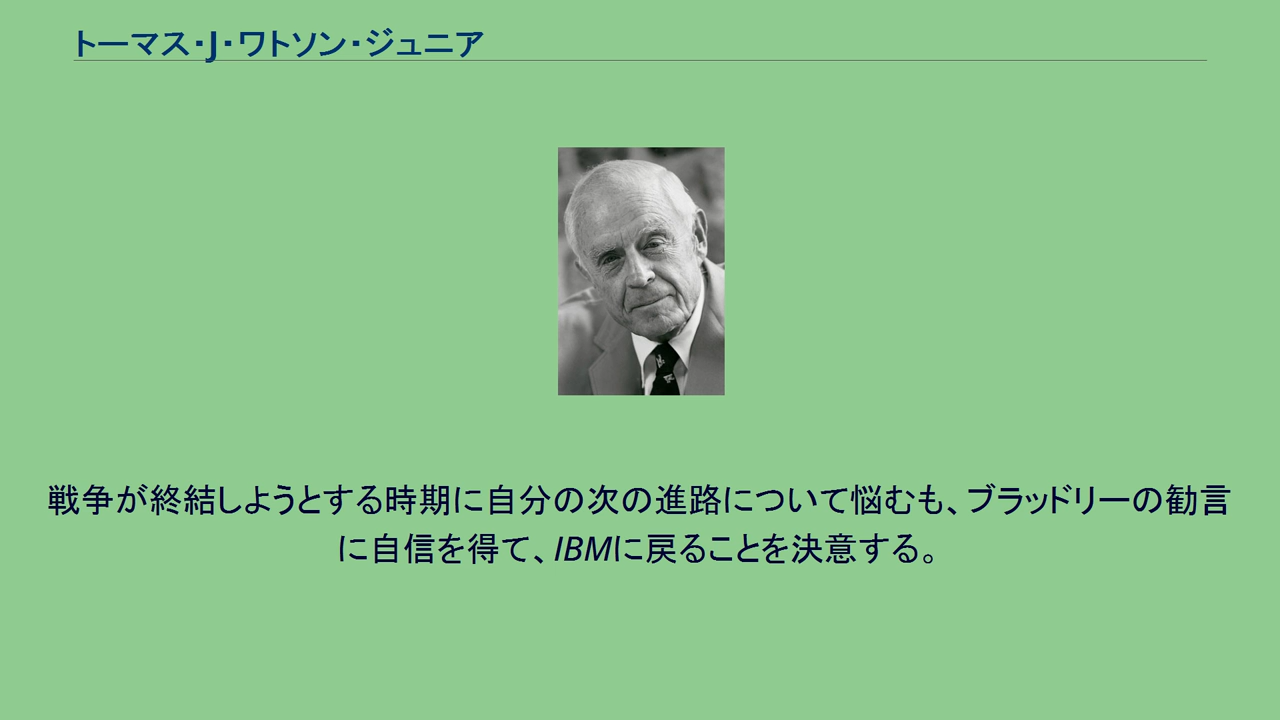 トーマス・J・ワトソン・ジュニア
戦争が終結しようとする時期に自分の次の進路について悩むも、ブラッドリーの勧言
に自信を得て、IBMに戻ることを決意する。